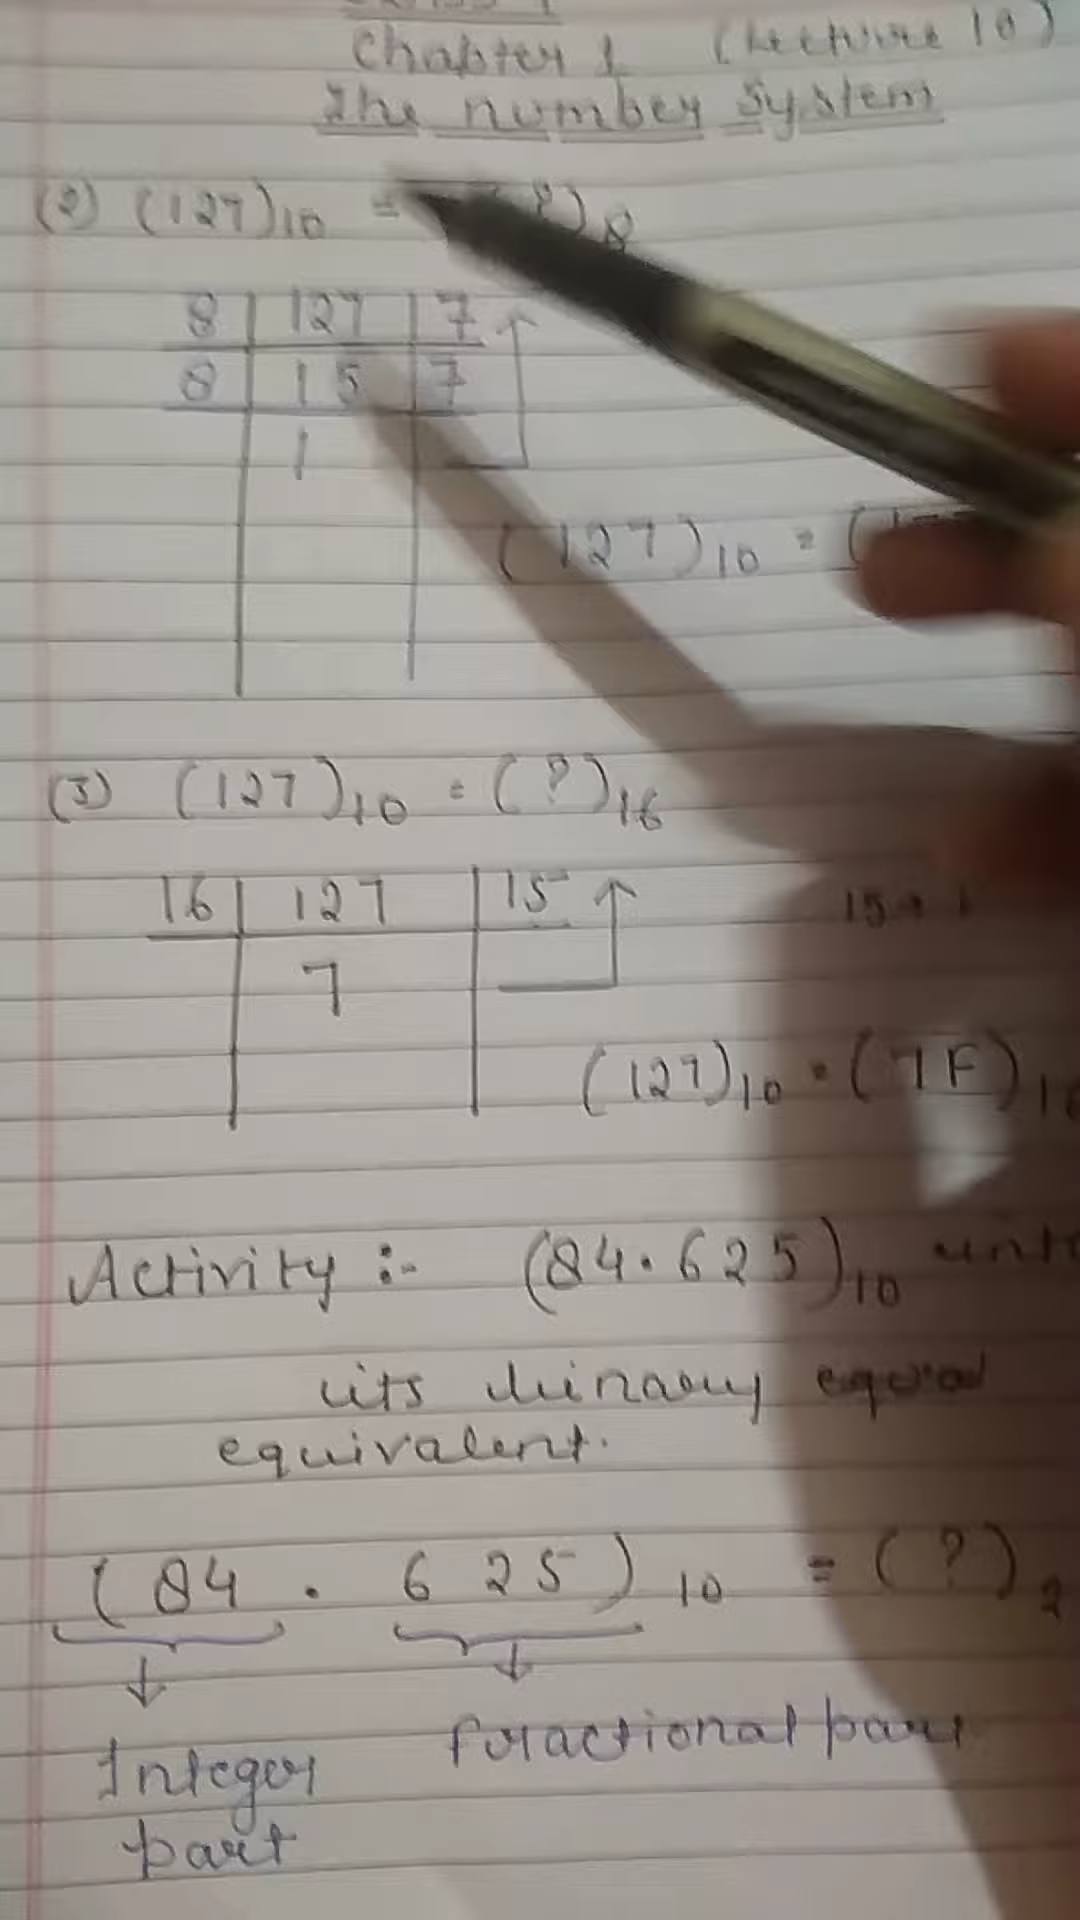 Chapter 1 (Lecture 10)
The number System
(2) (127)10 = ?)8
8 127 7
8 15 7
1
(127)10 = (
(3) (127)10 = (?)16
16 127 15
7
(127)10 = (7F)16
Activity :- (84.625)10
its binary equal
equivalent.
(84 . 625)10 = (?)2
Integer fractional part
part